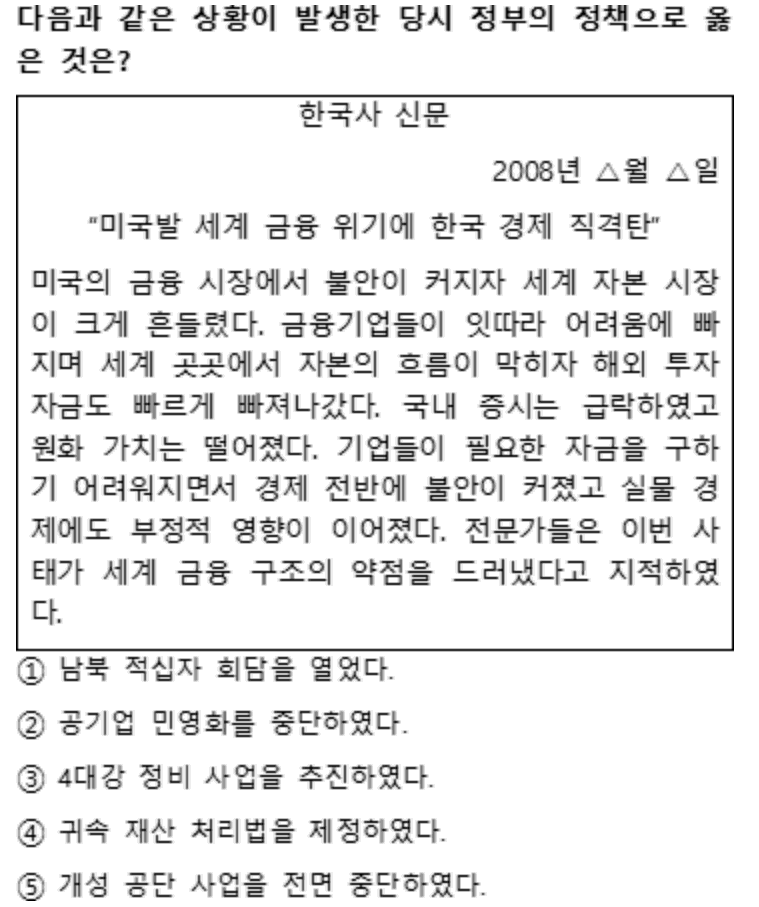 다음과 같은 상황이 발생한 당시 정부의 정책으로 옳
은 것은?
한국사 신문
2008년 △월 △일
“미국발 세계 금융 위기에 한국 경제 직격탄”
미국의 금융 시장에서 불안이 커지자 세계 자본 시장
이 크게 흔들렸다. 금융기업들이 잇따라 어려움에 빠
지며 세계 곳곳에서 자본의 흐름이 막히자 해외 투자
자금도 빠르게 빠져나갔다. 국내 증시는 급락하였고
원화 가치는 떨어졌다. 기업들이 필요한 자금을 구하
기 어려워지면서 경제 전반에 불안이 커졌고 실물 경
제에도 부정적 영향이 이어졌다. 전문가들은 이번 사
태가 세계 금융 구조의 약점을 드러냈다고 지적하였
다.
① 남북 적십자 회담을 열었다.
② 공기업 민영화를 중단하였다.
③ 4대강 정비 사업을 추진하였다.
④ 귀속 재산 처리법을 제정하였다.
⑤ 개성 공단 사업을 전면 중단하였다.